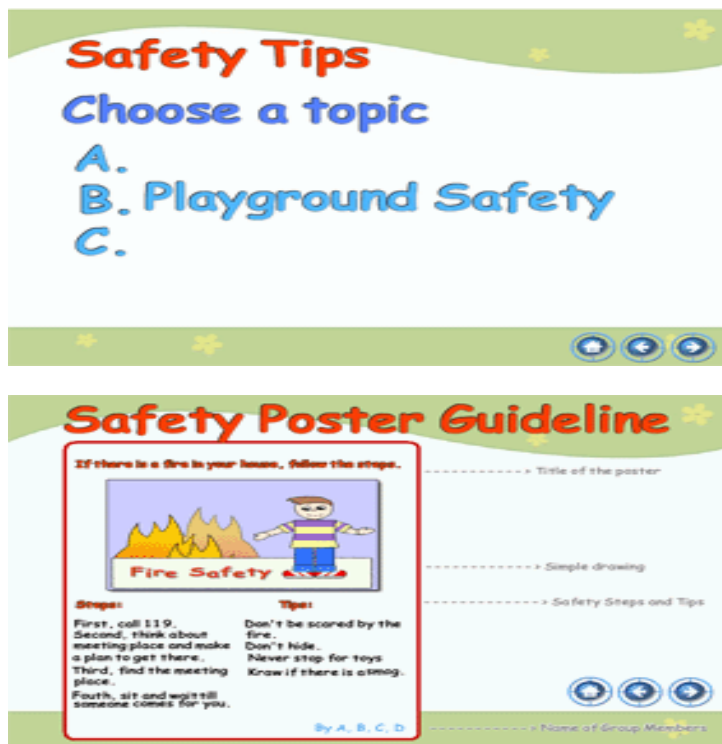 Safety Tips
Choose a topic
A.
B. Playground Safety
C.
Safety Poster Guideline
If there is a fire in your house, follow the steps.
Title of the poster
Fire Safety
Simple drawing
Steps:
Tips:
Safety Steps and Tips
First, call 119.
Second, think about
meeting place and make
a plan to get there.
Third, find the meeting
place.
Fouth, sit and wait till
someone comes for you.
Don't be scared by the
fire.
Don't hide.
Never stop for toys
Kraw if there is a smog.
By A, B, C, D
Name of Group Members